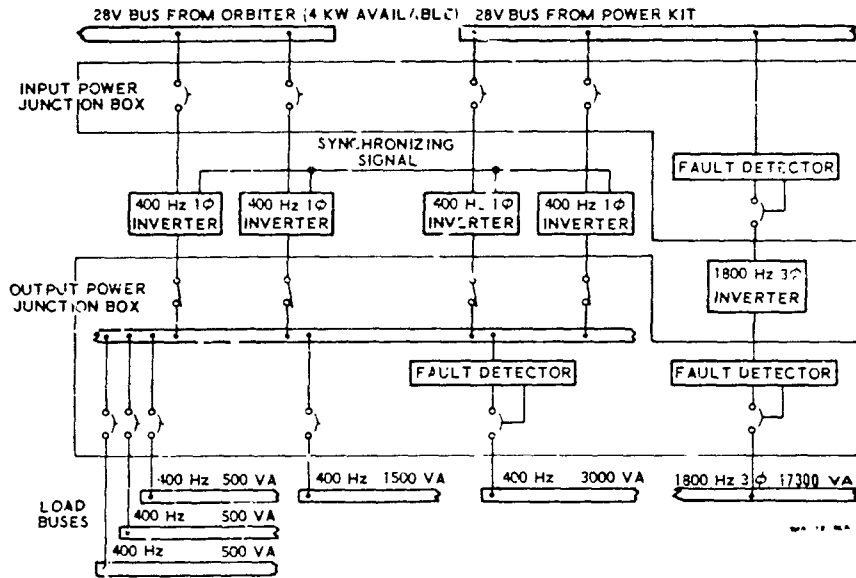 28V BUS FROM ORBITER (4 KW AVAILABLE)
28V BUS FROM POWER KIT
INPUT POWER
JUNCTION BOX
SYNCHRONIZING
SIGNAL
FAULT DETECTOR
400 Hz 1φ
INVERTER
400 Hz 1φ
INVERTER
400 Hz 1φ
INVERTER
400 Hz 1φ
INVERTER
1800 Hz 3φ
INVERTER
OUTPUT POWER
JUNCTION BOX
FAULT DETECTOR
FAULT DETECTOR
400 Hz 500 VA
400 Hz 1500 VA
400 Hz 3000 VA
1800 Hz 3φ 17300 VA
LOAD
BUSES
400 Hz 500 VA
400 Hz 500 VA